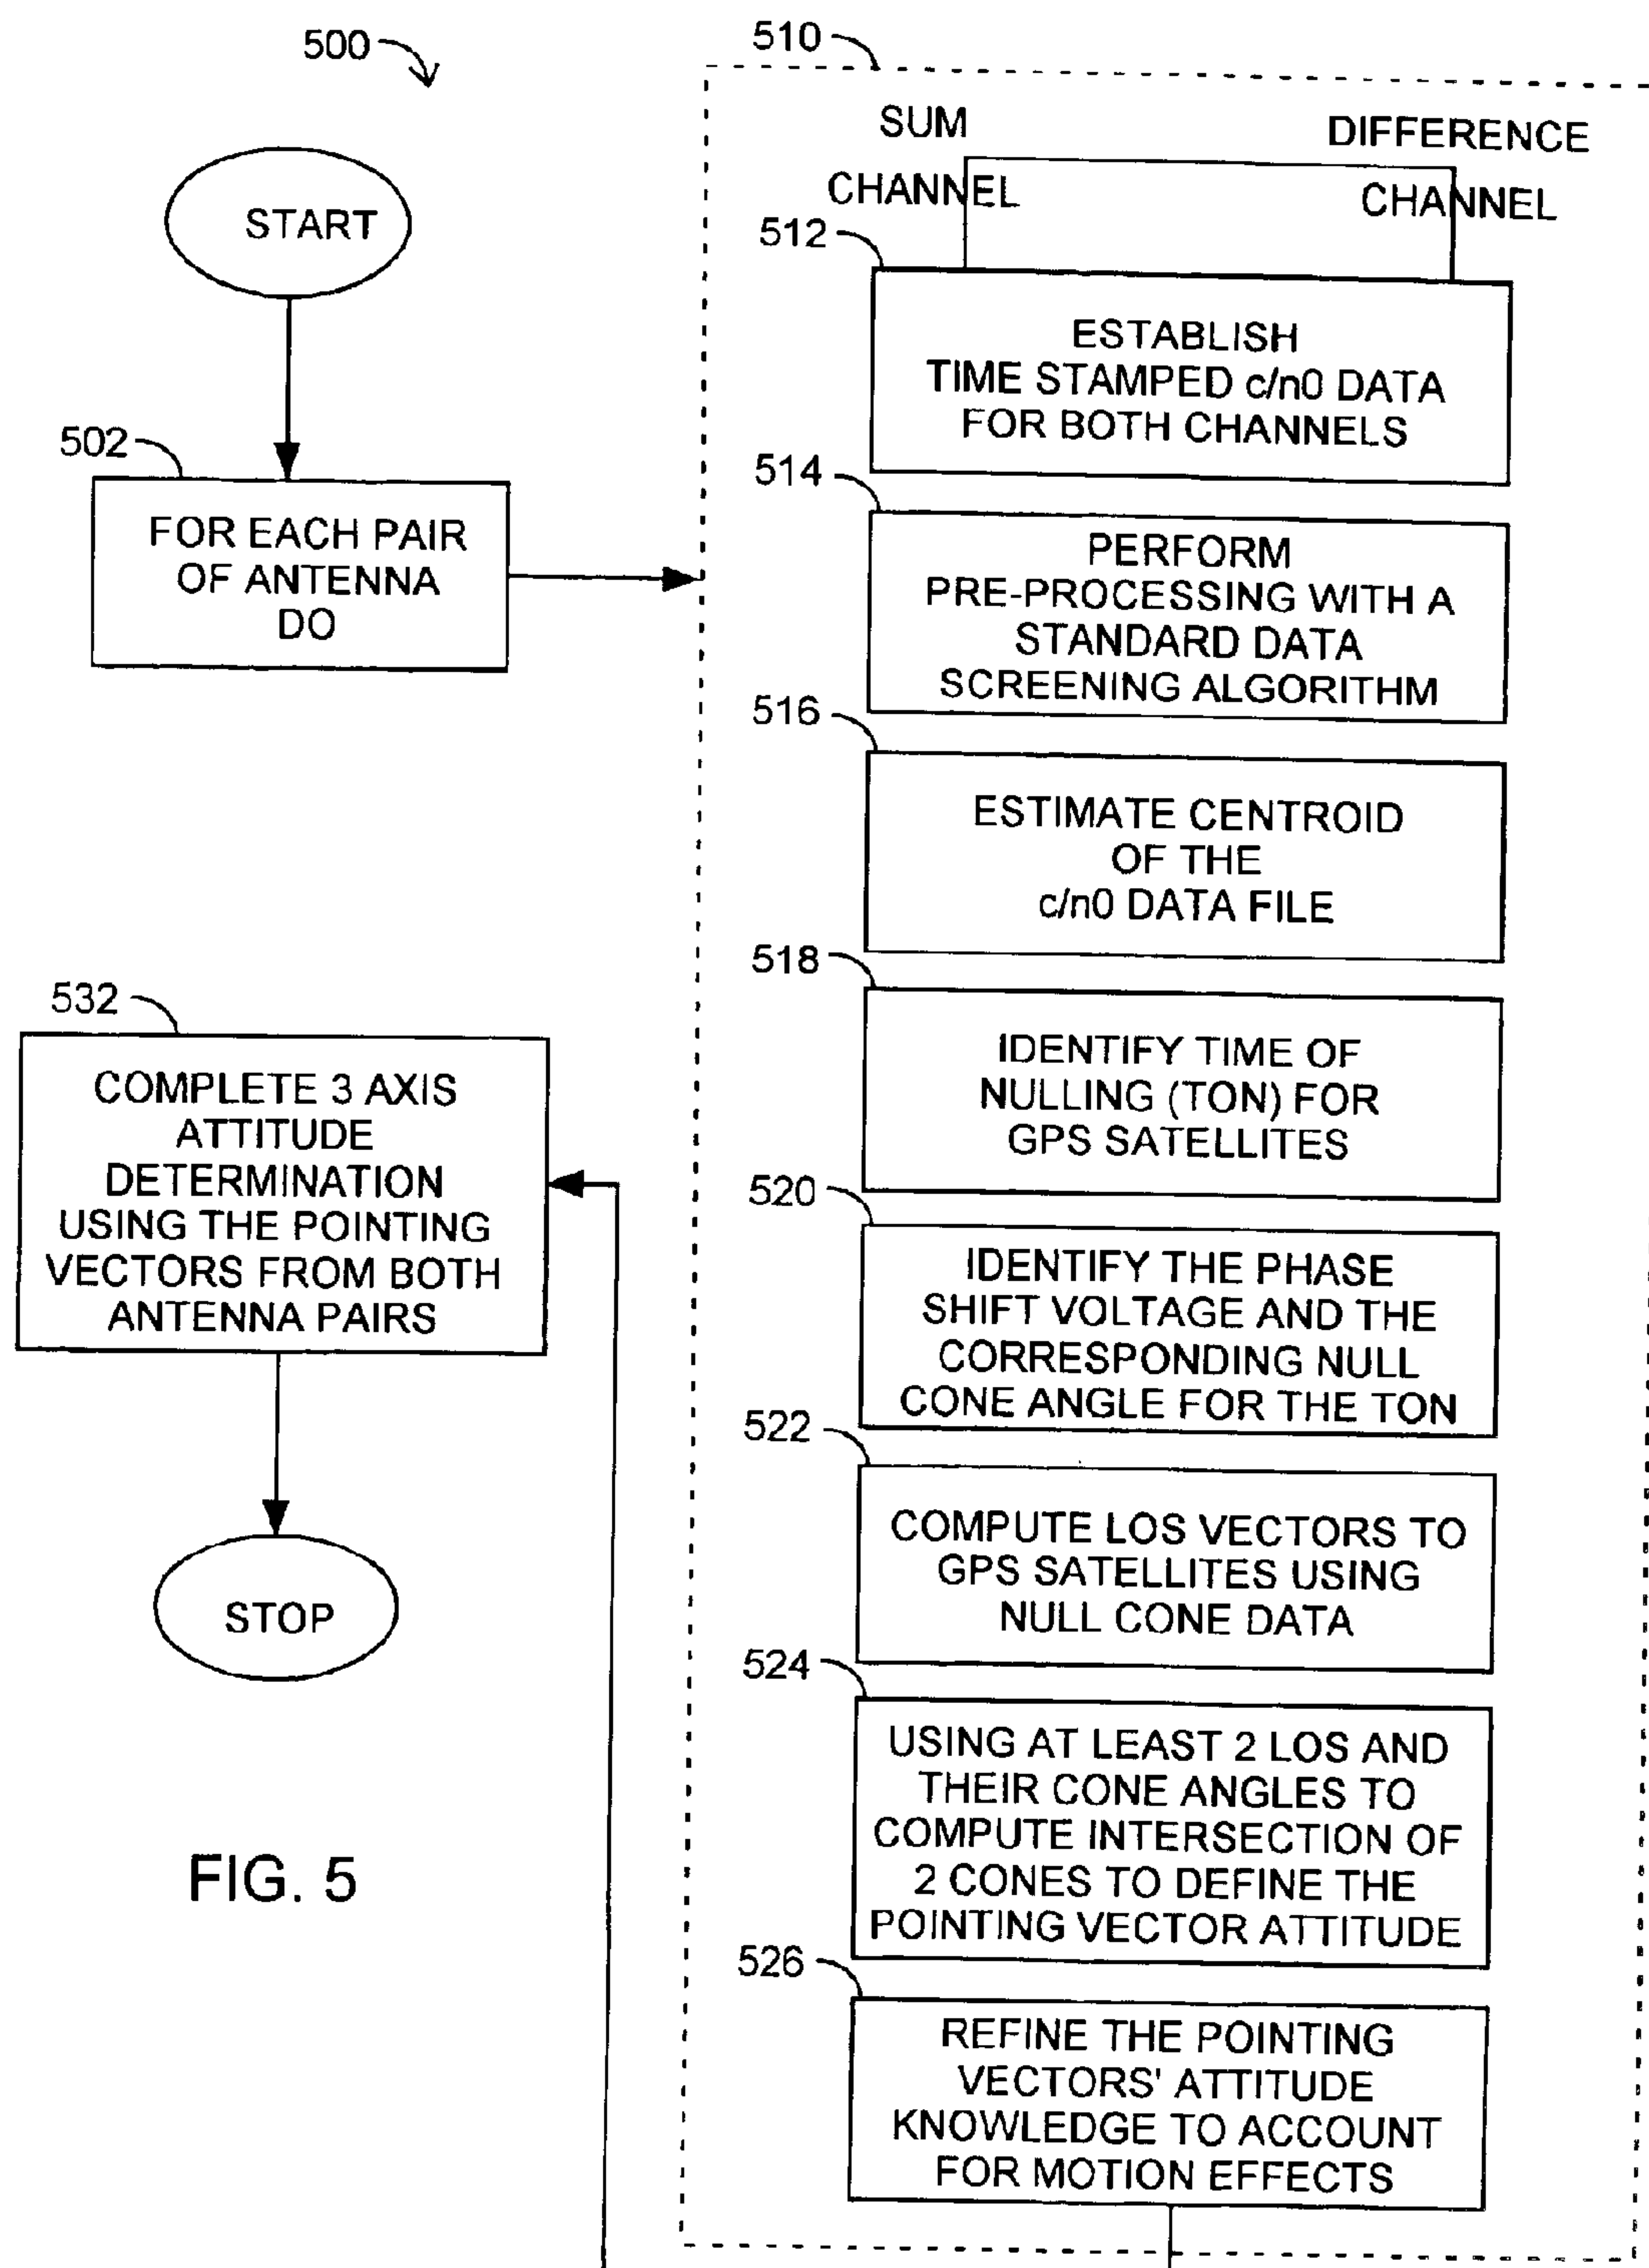 500
START
502
FOR EACH PAIR
OF ANTENNA
DO
532
COMPLETE 3 AXIS
ATTITUDE
DETERMINATION
USING THE POINTING
VECTORS FROM BOTH
ANTENNA PAIRS
STOP
FIG. 5
510
SUM
CHANNEL
DIFFERENCE
CHANNEL
512
ESTABLISH
TIME STAMPED c/n0 DATA
FOR BOTH CHANNELS
514
PERFORM
PRE-PROCESSING WITH A
STANDARD DATA
SCREENING ALGORITHM
516
ESTIMATE CENTROID
OF THE
c/n0 DATA FILE
518
IDENTIFY TIME OF
NULLING (TON) FOR
GPS SATELLITES
520
IDENTIFY THE PHASE
SHIFT VOLTAGE AND THE
CORRESPONDING NULL
CONE ANGLE FOR THE TON
522
COMPUTE LOS VECTORS TO
GPS SATELLITES USING
NULL CONE DATA
524
USING AT LEAST 2 LOS AND
THEIR CONE ANGLES TO
COMPUTE INTERSECTION OF
2 CONES TO DEFINE THE
POINTING VECTOR ATTITUDE
526
REFINE THE POINTING
VECTORS' ATTITUDE
KNOWLEDGE TO ACCOUNT
FOR MOTION EFFECTS